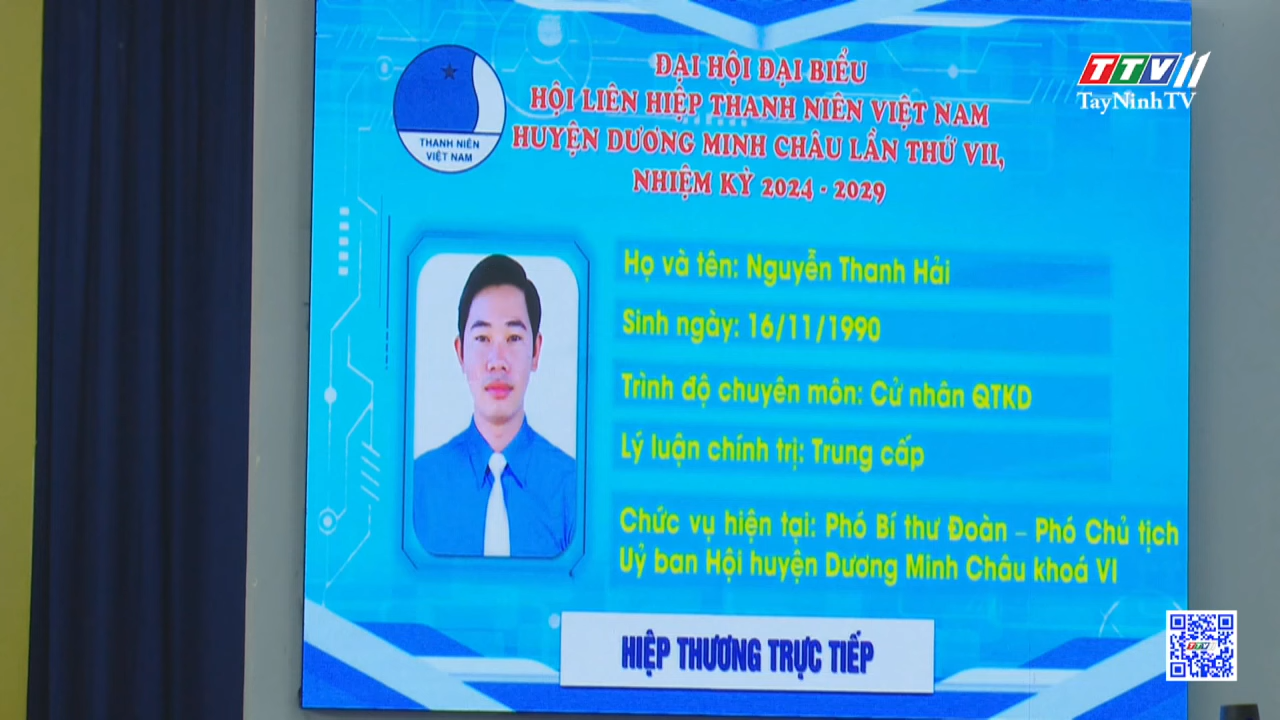 TTV11
TayNinhTV
ĐẠI HỘI ĐẠI BIỂU
HỘI LIÊN HIỆP THANH NIÊN VIỆT NAM
HUYỆN DƯƠNG MINH CHÂU LẦN THỨ VII,
NHIỆM KỲ 2024 - 2029
THANH NIÊN
VIỆT NAM
Họ và tên: Nguyễn Thanh Hải
Sinh ngày: 16/11/1990
Trình độ chuyên môn: Cử nhân QTKD
Lý luận chính trị: Trung cấp
Chức vụ hiện tại: Phó Bí thư Đoàn – Phó Chủ tịch
Uỷ ban Hội huyện Dương Minh Châu khoá VI
HIỆP THƯƠNG TRỰC TIẾP
TTV11